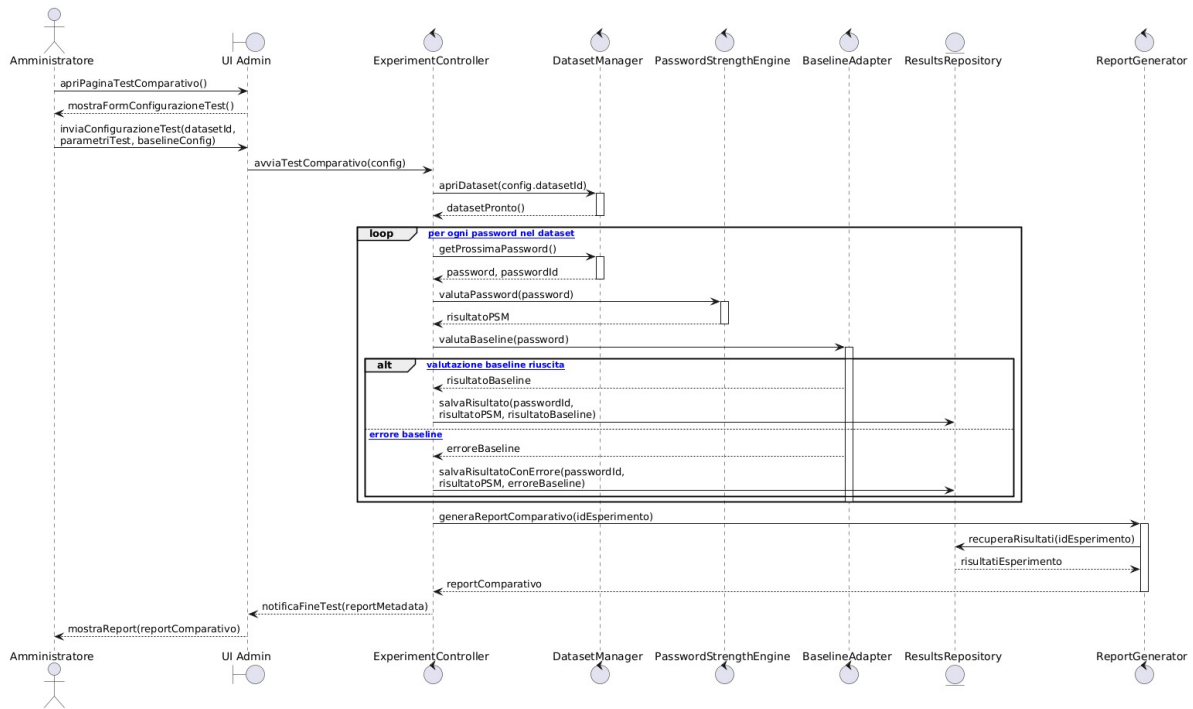 Amministratore
UI Admin
ExperimentController
DatasetManager
PasswordStrengthEngine
BaselineAdapter
ResultsRepository
ReportGenerator
apriPaginaTestComparativo()
mostraFormConfigurazioneTest()
inviaConfigurazioneTest(datasetId,
parametriTest, baselineConfig)
avviaTestComparativo(config)
apriDataset(config.datasetId)
datasetPronto()
loop
per ogni password nel dataset
getProssimaPassword()
password, passwordId
valutaPassword(password)
risultatoPSM
valutaBaseline(password)
alt
valutazione baseline riuscita
risultatoBaseline
salvaRisultato(passwordId,
risultatoPSM, risultatoBaseline)
errore baseline
erroreBaseline
salvaRisultatoConErrore(passwordId,
risultatoPSM, erroreBaseline)
generaReportComparativo(idEsperimento)
recuperaRisultati(idEsperimento)
risultatiEsperimento
reportComparativo
notificaFineTest(reportMetadata)
mostraReport(reportComparativo)
Amministratore
UI Admin
ExperimentController
DatasetManager
PasswordStrengthEngine
BaselineAdapter
ResultsRepository
ReportGenerator